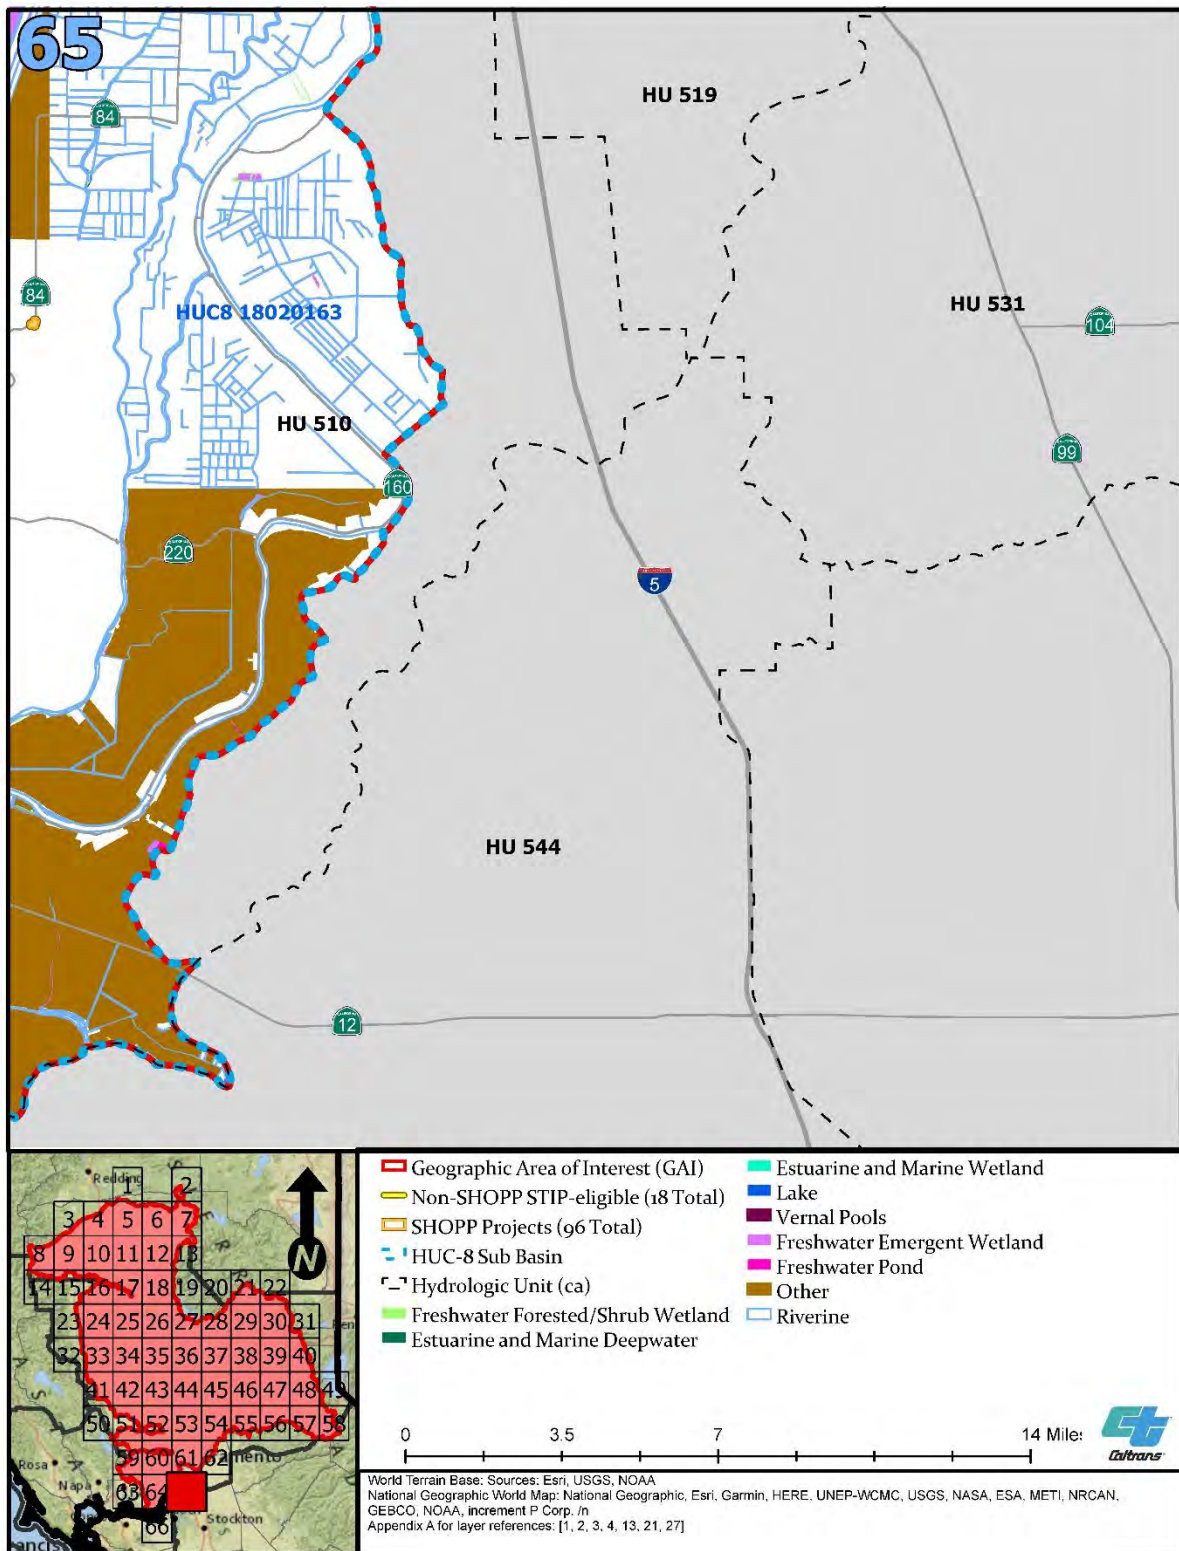 65
84
HU 519
84
HUC8 18020163
HU 531
104
HU 510
99
160
220
5
HU 544
12
Geographic Area of Interest (GAI)
Non-SHOPP STIP-eligible (18 Total)
SHOPP Projects (96 Total)
HUC-8 Sub Basin
Hydrologic Unit (ca)
Freshwater Forested/Shrub Wetland
Estuarine and Marine Deepwater
Estuarine and Marine Wetland
Lake
Vernal Pools
Freshwater Emergent Wetland
Freshwater Pond
Other
Riverine
0 3.5 7 14 Miles
Caltrans
World Terrain Base: Sources: Esri, USGS, NOAA
National Geographic World Map: National Geographic, Esri, Garmin, HERE, UNEP-WCMC, USGS, NASA, ESA, METI, NRCAN,
GEBCO, NOAA, increment P Corp. /n
Appendix A for layer references: [1, 2, 3, 4, 13, 21, 27]
N
Redding
1 2
3 4 5 6 7
8 9 10 11 12 13
14 15 16 17 18 19 20 21 22
23 24 25 26 27 28 29 30 31
32 33 34 35 36 37 38 39 40
41 42 43 44 45 46 47 48 49
50 51 52 53 54 55 56 57 58
59 60 61 62 mento
Rosa
Napa 63 64
66 Stockton